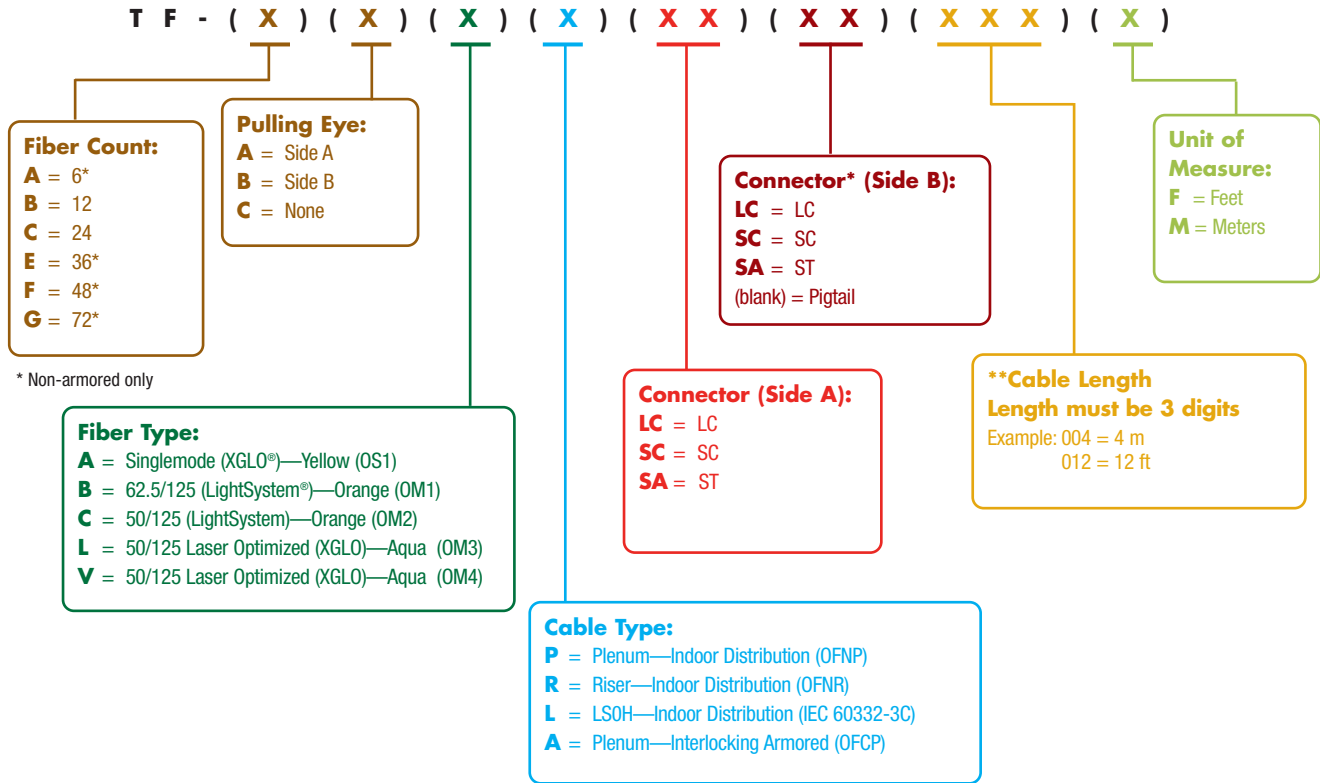 T F - ( X ) ( X ) ( X ) ( X ) ( X X ) ( X X ) ( X X X ) ( X )
Fiber Count:
A = 6*
B = 12
C = 24
E = 36*
F = 48*
G = 72*
* Non-armored only
Pulling Eye:
A = Side A
B = Side B
C = None
Fiber Type:
A = Singlemode (XGLO®)—Yellow (OS1)
B = 62.5/125 (LightSystem®)—Orange (OM1)
C = 50/125 (LightSystem)—Orange (OM2)
L = 50/125 Laser Optimized (XGLO)—Aqua (OM3)
V = 50/125 Laser Optimized (XGLO)—Aqua (OM4)
Cable Type:
P = Plenum—Indoor Distribution (OFNP)
R = Riser—Indoor Distribution (OFNR)
L = LS0H—Indoor Distribution (IEC 60332-3C)
A = Plenum—Interlocking Armored (OFCP)
Connector (Side A):
LC = LC
SC = SC
SA = ST
Connector* (Side B):
LC = LC
SC = SC
SA = ST
(blank) = Pigtail
**Cable Length
Length must be 3 digits
Example: 004 = 4 m
012 = 12 ft
Unit of
Measure:
F = Feet
M = Meters